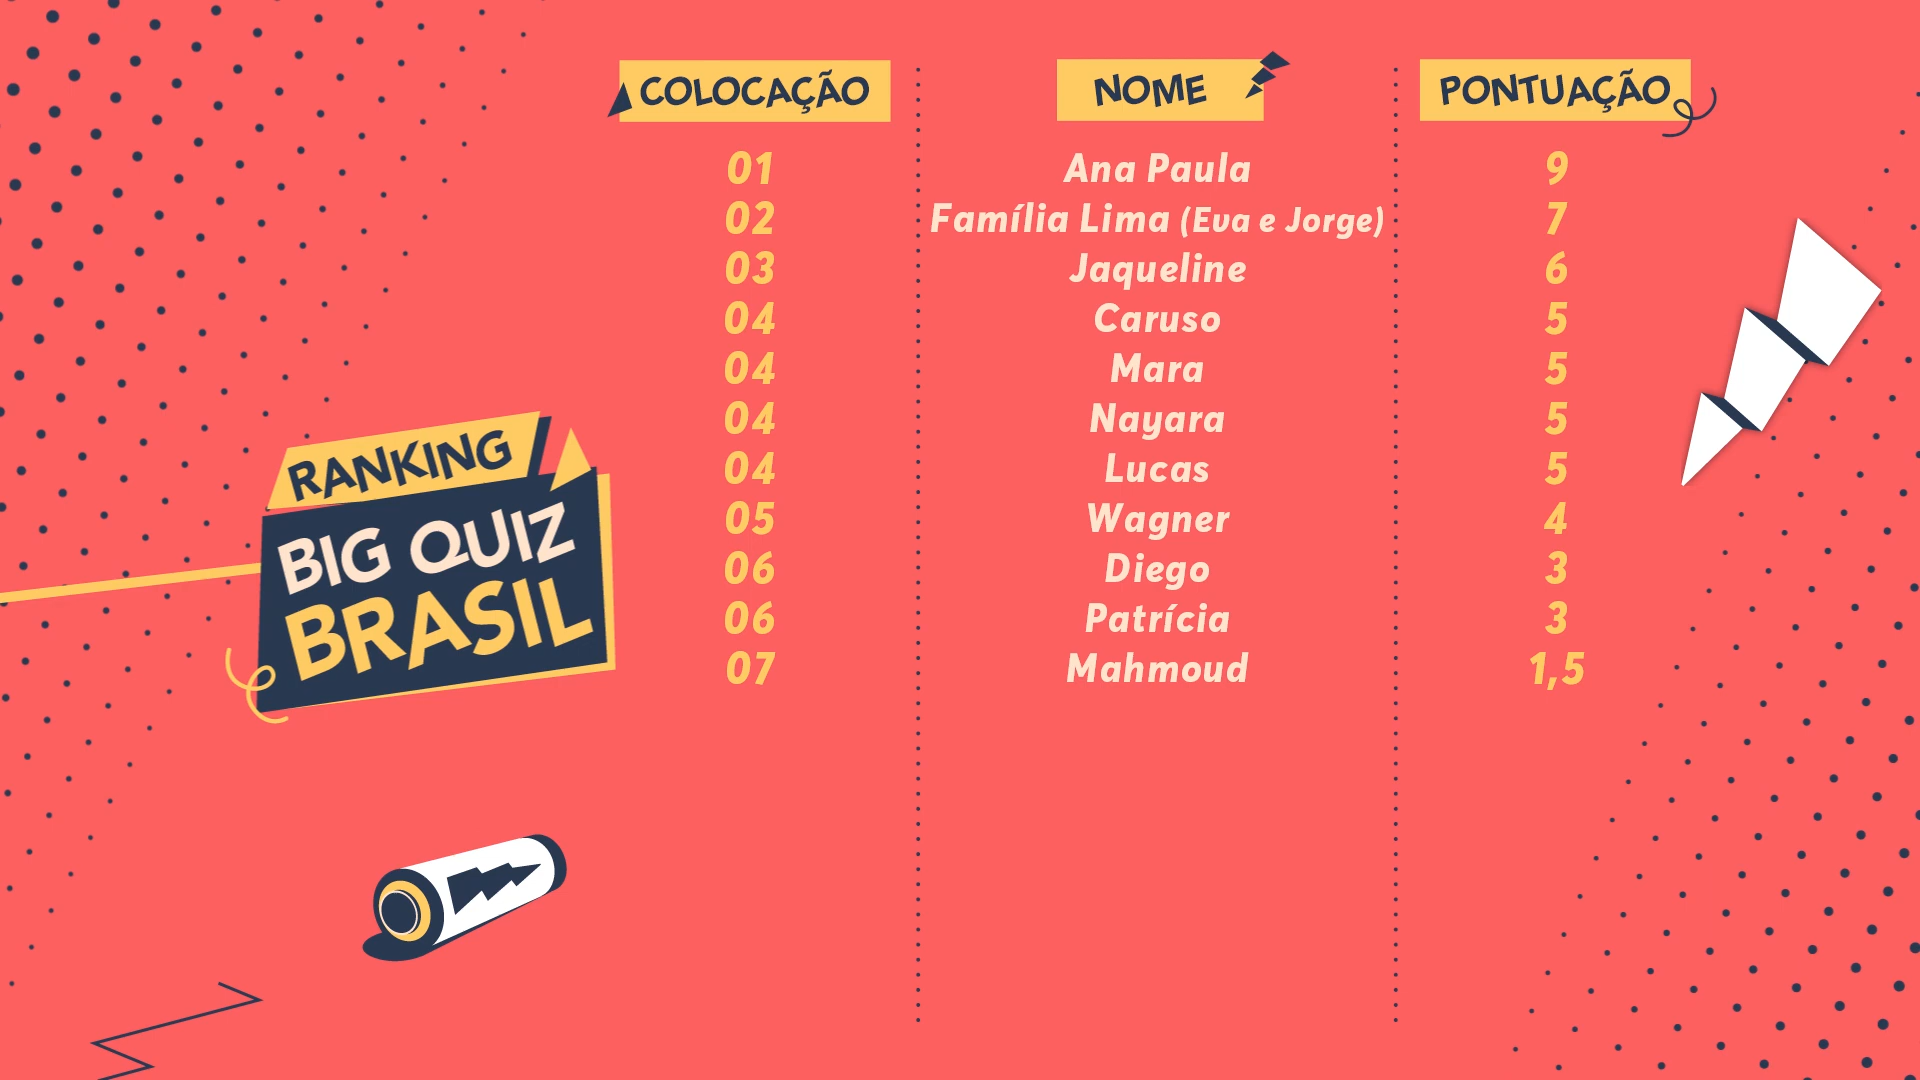 COLOCAÇÃO NOME PONTUAÇÃO
01 Ana Paula 9
02 Família Lima (Eva e Jorge) 7
03 Jaqueline 6
04 Caruso 5
04 Mara 5
04 Nayara 5
04 Lucas 5
05 Wagner 4
06 Diego 3
06 Patrícia 3
07 Mahmoud 1,5
RANKING
BIG QUIZ
BRASIL